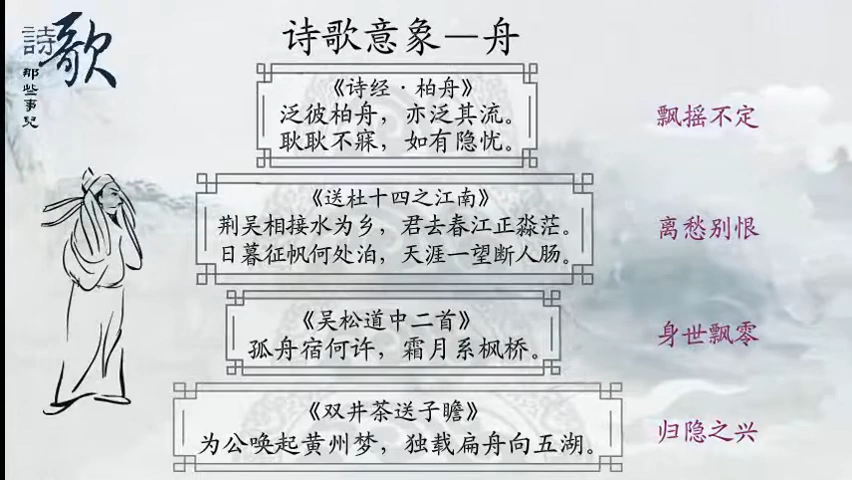 詩歌
那些事兒
诗歌意象—舟
《诗经·柏舟》
泛彼柏舟，亦泛其流。
耿耿不寐，如有隐忧。
飘摇不定
《送杜十四之江南》
荆吴相接水为乡，君去春江正淼茫。
日暮征帆何处泊，天涯一望断人肠。
离愁别恨
《吴松道中二首》
孤舟宿何许，霜月系枫桥。
身世飘零
《双井茶送子瞻》
为公唤起黄州梦，独载扁舟向五湖。
归隐之兴